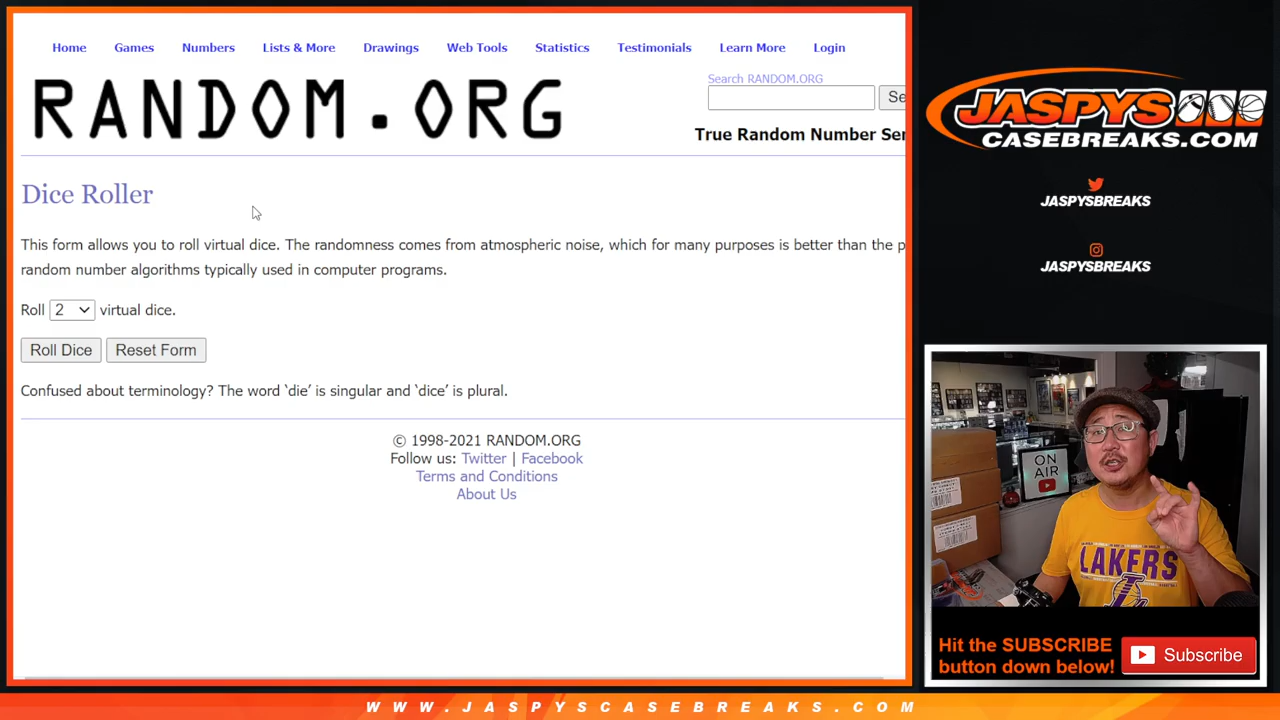 Home Games Numbers Lists & More Drawings Web Tools Statistics Testimonials Learn More Login
RANDOM.ORG
Search RANDOM.ORG
Se
True Random Number Ser
Dice Roller
This form allows you to roll virtual dice. The randomness comes from atmospheric noise, which for many purposes is better than the p
random number algorithms typically used in computer programs.
Roll 2 virtual dice.
Roll Dice Reset Form
Confused about terminology? The word ‘die’ is singular and ‘dice’ is plural.
© 1998-2021 RANDOM.ORG
Follow us: Twitter | Facebook
Terms and Conditions
About Us
JASPYS
CASEBREAKS.COM
JASPYSBREAKS
JASPYSBREAKS
ON
AIR
LAKERS
Hit the SUBSCRIBE
button down below!
Subscribe
WWW.JASPYSCASEBREAKS.COM